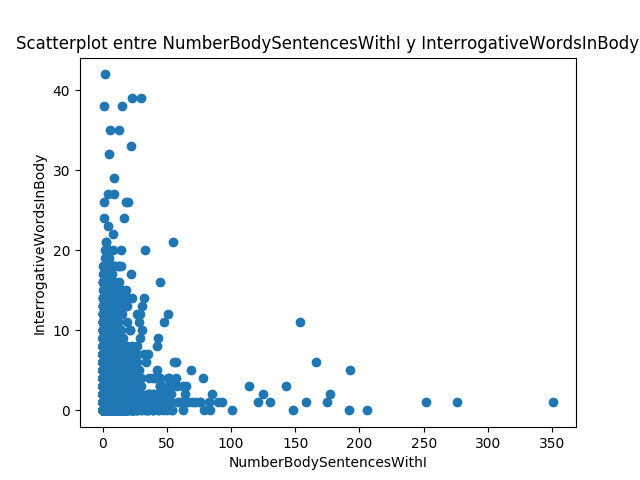 Scatterplot entre NumberBodySentencesWithI y InterrogativeWordsInBody
40
30
20
10
0
InterrogativeWordsInBody
0 50 100 150 200 250 300 350
NumberBodySentencesWithI